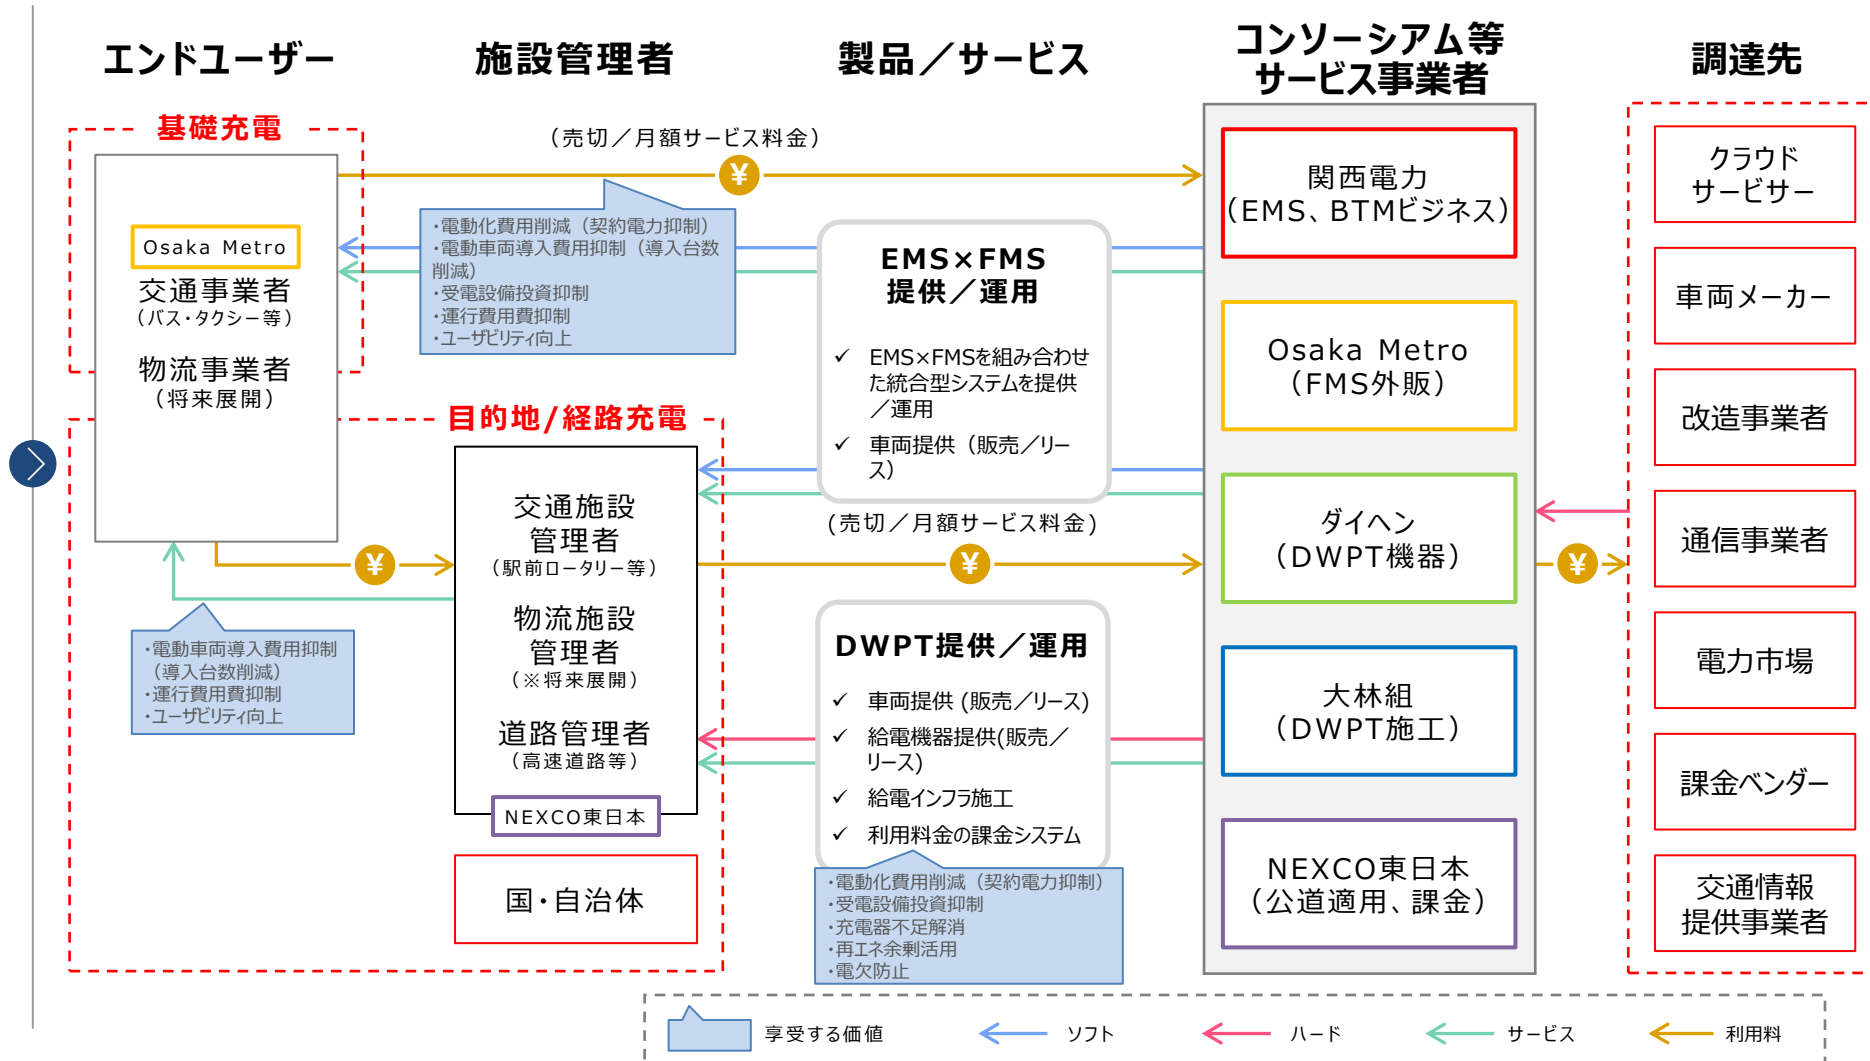 エンドユーザー
施設管理者
製品／サービス
コンソーシアム等
サービス事業者
調達先
基礎充電
Osaka Metro
交通事業者
（バス・タクシー等）
物流事業者
（将来展開）
（売切／月額サービス料金）
¥
・電動化費用削減（契約電力抑制）
・電動車両導入費用抑制（導入台数
削減）
・受電設備投資抑制
・運行費用費抑制
・ユーザビリティ向上
EMS×FMS
提供／運用
✓ EMS×FMSを組み合わせ
た統合型システムを提供
／運用
✓ 車両提供（販売／リー
ス）
目的地/経路充電
交通施設
管理者
（駅前ロータリー等）
物流施設
管理者
（※将来展開）
道路管理者
（高速道路等）
NEXCO東日本
国・自治体
¥
・電動車両導入費用抑制
（導入台数削減）
・運行費用費抑制
・ユーザビリティ向上
(売切／月額サービス料金)
¥
DWPT提供／運用
✓ 車両提供 (販売／リース)
✓ 給電機器提供(販売／
リース)
✓ 給電インフラ施工
✓ 利用料金の課金システム
・電動化費用削減（契約電力抑制）
・受電設備投資抑制
・充電器不足解消
・再エネ余剰活用
・電欠防止
関西電力
（EMS、BTMビジネス）
Osaka Metro
（FMS外販）
ダイヘン
（DWPT機器）
大林組
（DWPT施工）
NEXCO東日本
（公道適用、課金）
¥
クラウド
サービサー
車両メーカー
改造事業者
通信事業者
電力市場
課金ベンダー
交通情報
提供事業者
享受する価値
ソフト
ハード
サービス
利用料